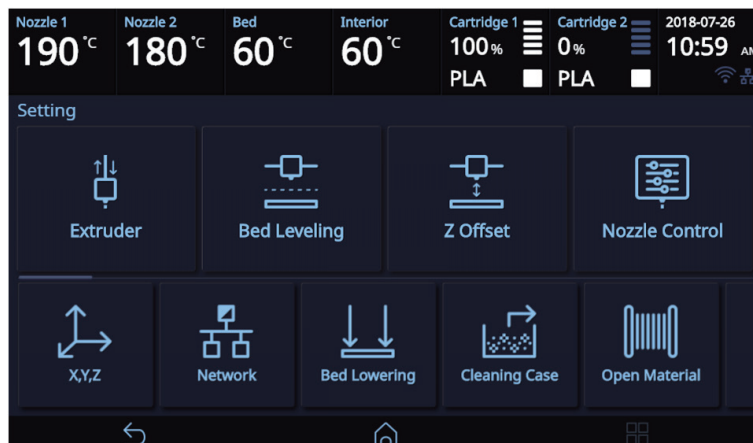 Nozzle 1
190 °C
Nozzle 2
180 °C
Bed
60 °C
Interior
60 °C
Cartridge 1
100 %
PLA
Cartridge 2
0 %
PLA
2018-07-26
10:59 AM
Setting
Extruder
Bed Leveling
Z Offset
Nozzle Control
X,Y,Z
Network
Bed Lowering
Cleaning Case
Open Material